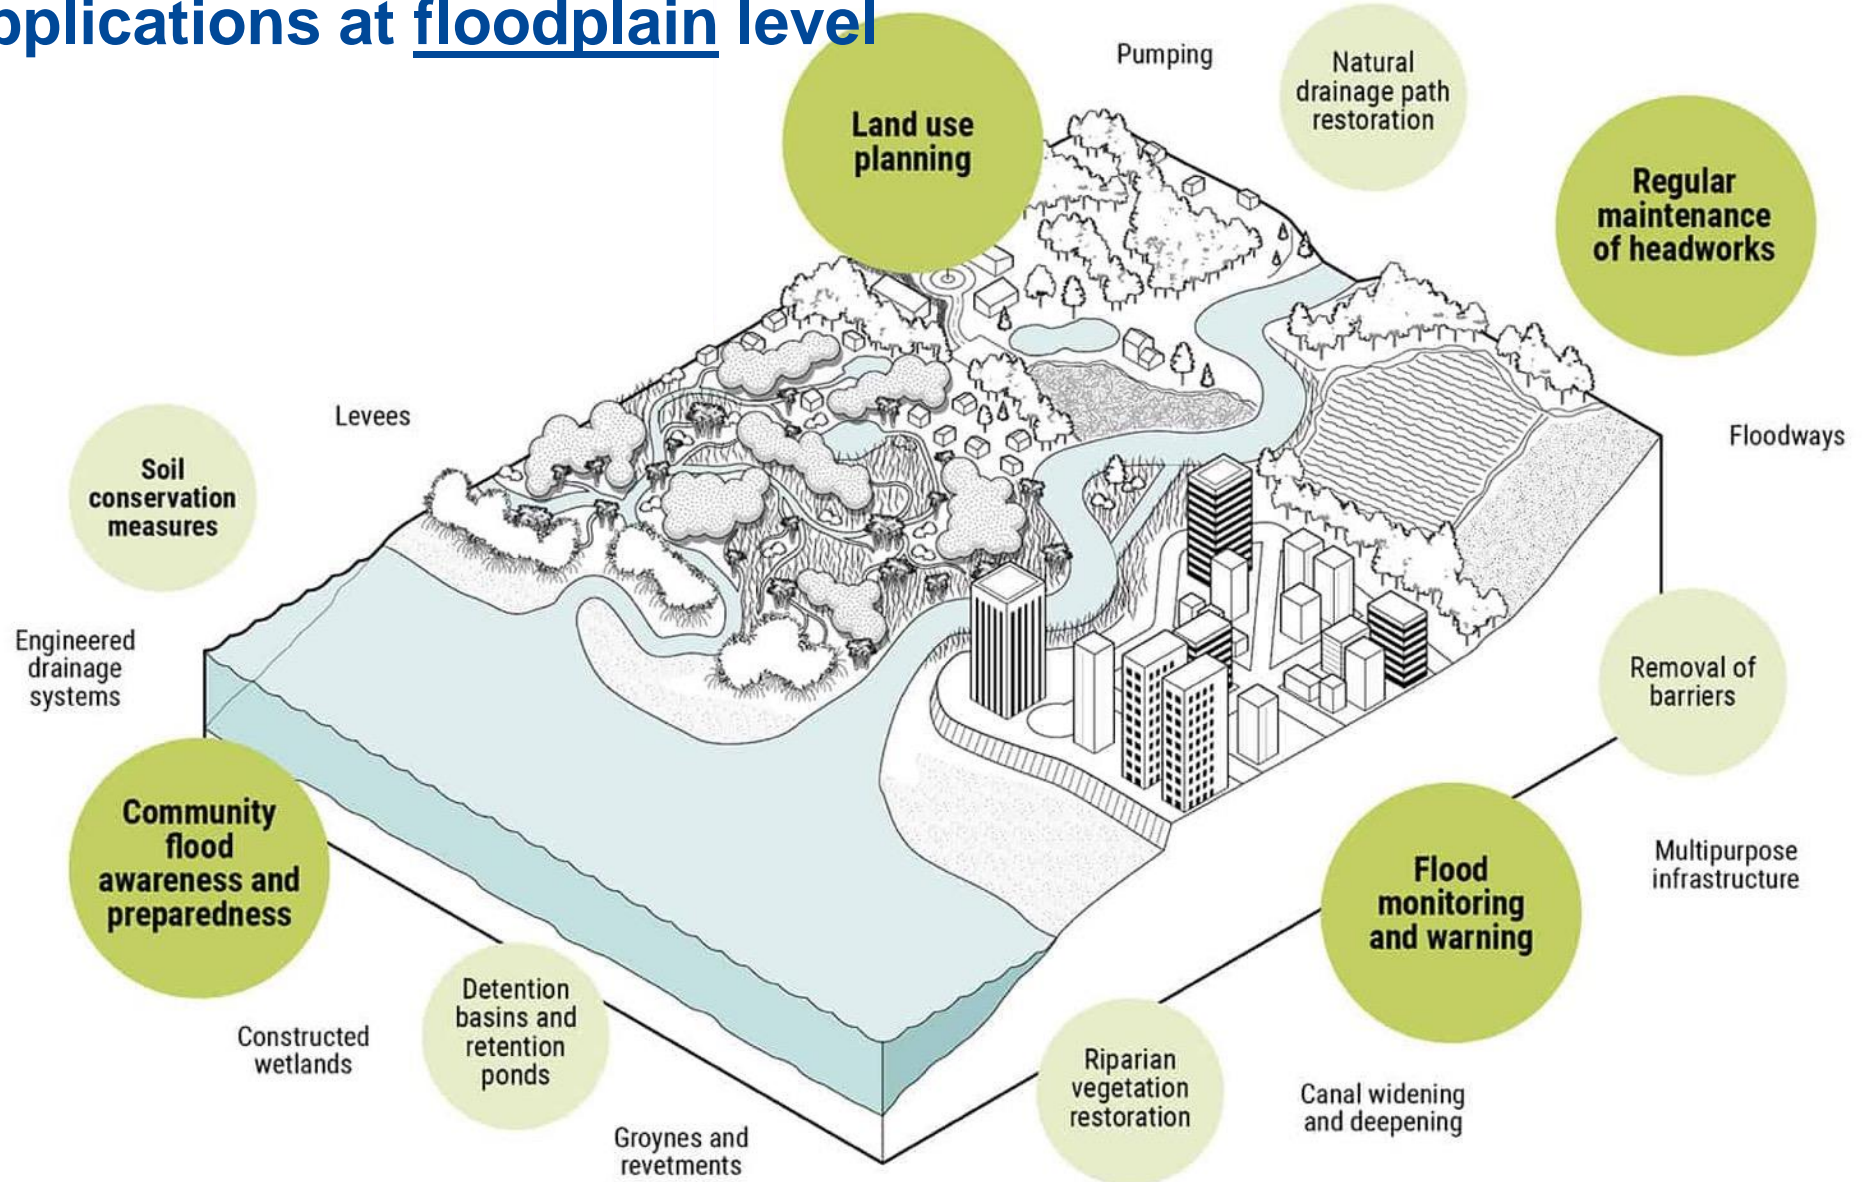 pplications at floodplain level
Pumping
Natural
drainage path
restoration
Land use
planning
Regular
maintenance
of headworks
Levees
Floodways
Soil
conservation
measures
Engineered
drainage
systems
Removal of
barriers
Community
flood
awareness and
preparedness
Multipurpose
infrastructure
Flood
monitoring
and warning
Constructed
wetlands
Detention
basins and
retention
ponds
Riparian
vegetation
restoration
Canal widening
and deepening
Groynes and
revetments